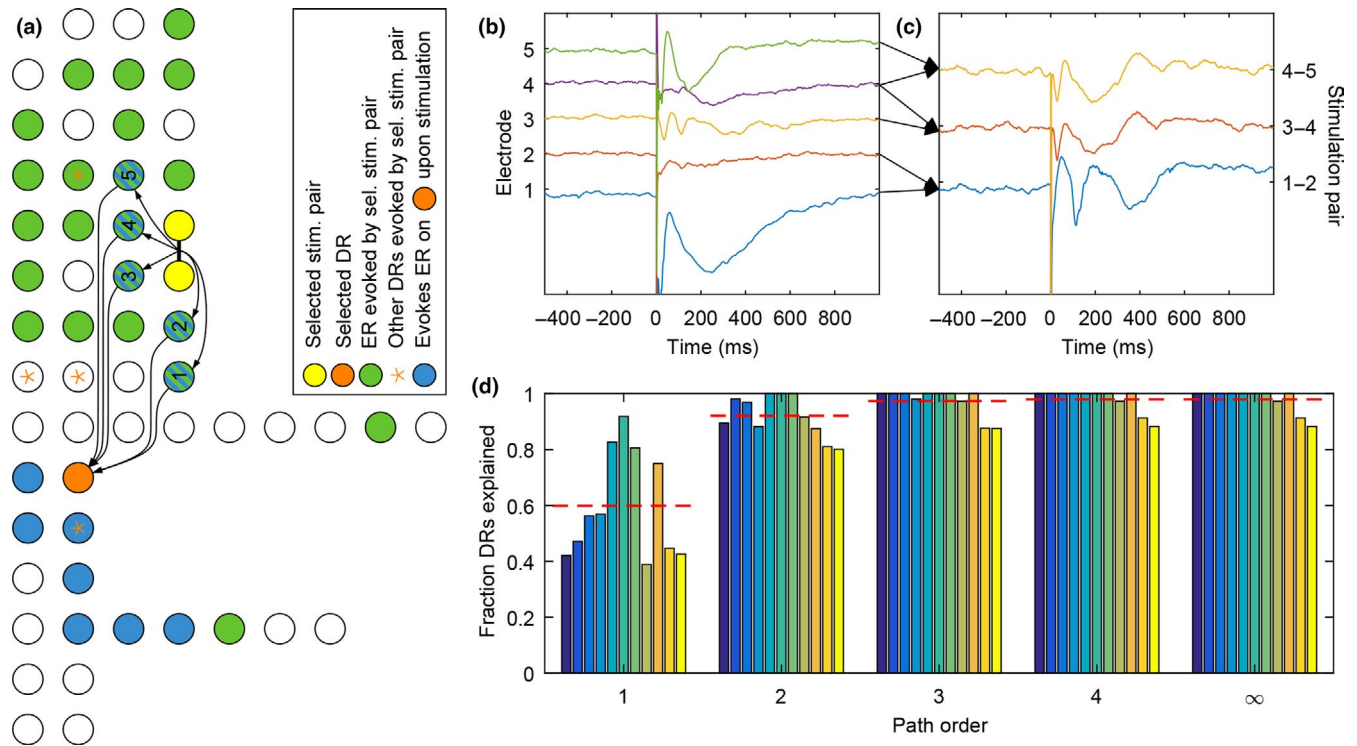 (a)
5
4
3
2
1
Selected stim. pair
Selected DR
ER evoked by sel. stim. pair
Other DRs evoked by sel. stim. pair
Evokes ER on upon stimulation
(b)
Electrode
5
4
3
2
1
−400 −200 0 200 400 600 800
Time (ms)
(c)
4–5
3–4
1–2
Stimulation pair
−400 −200 0 200 400 600 800
Time (ms)
(d)
Fraction DRs explained
1
0.8
0.6
0.4
0.2
0
1 2 3 4 ∞
Path order